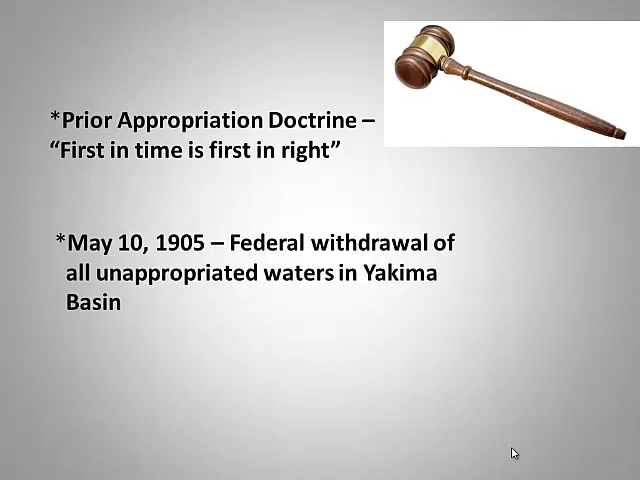 *Prior Appropriation Doctrine –
“First in time is first in right”
*May 10, 1905 – Federal withdrawal of
all unappropriated waters in Yakima
Basin